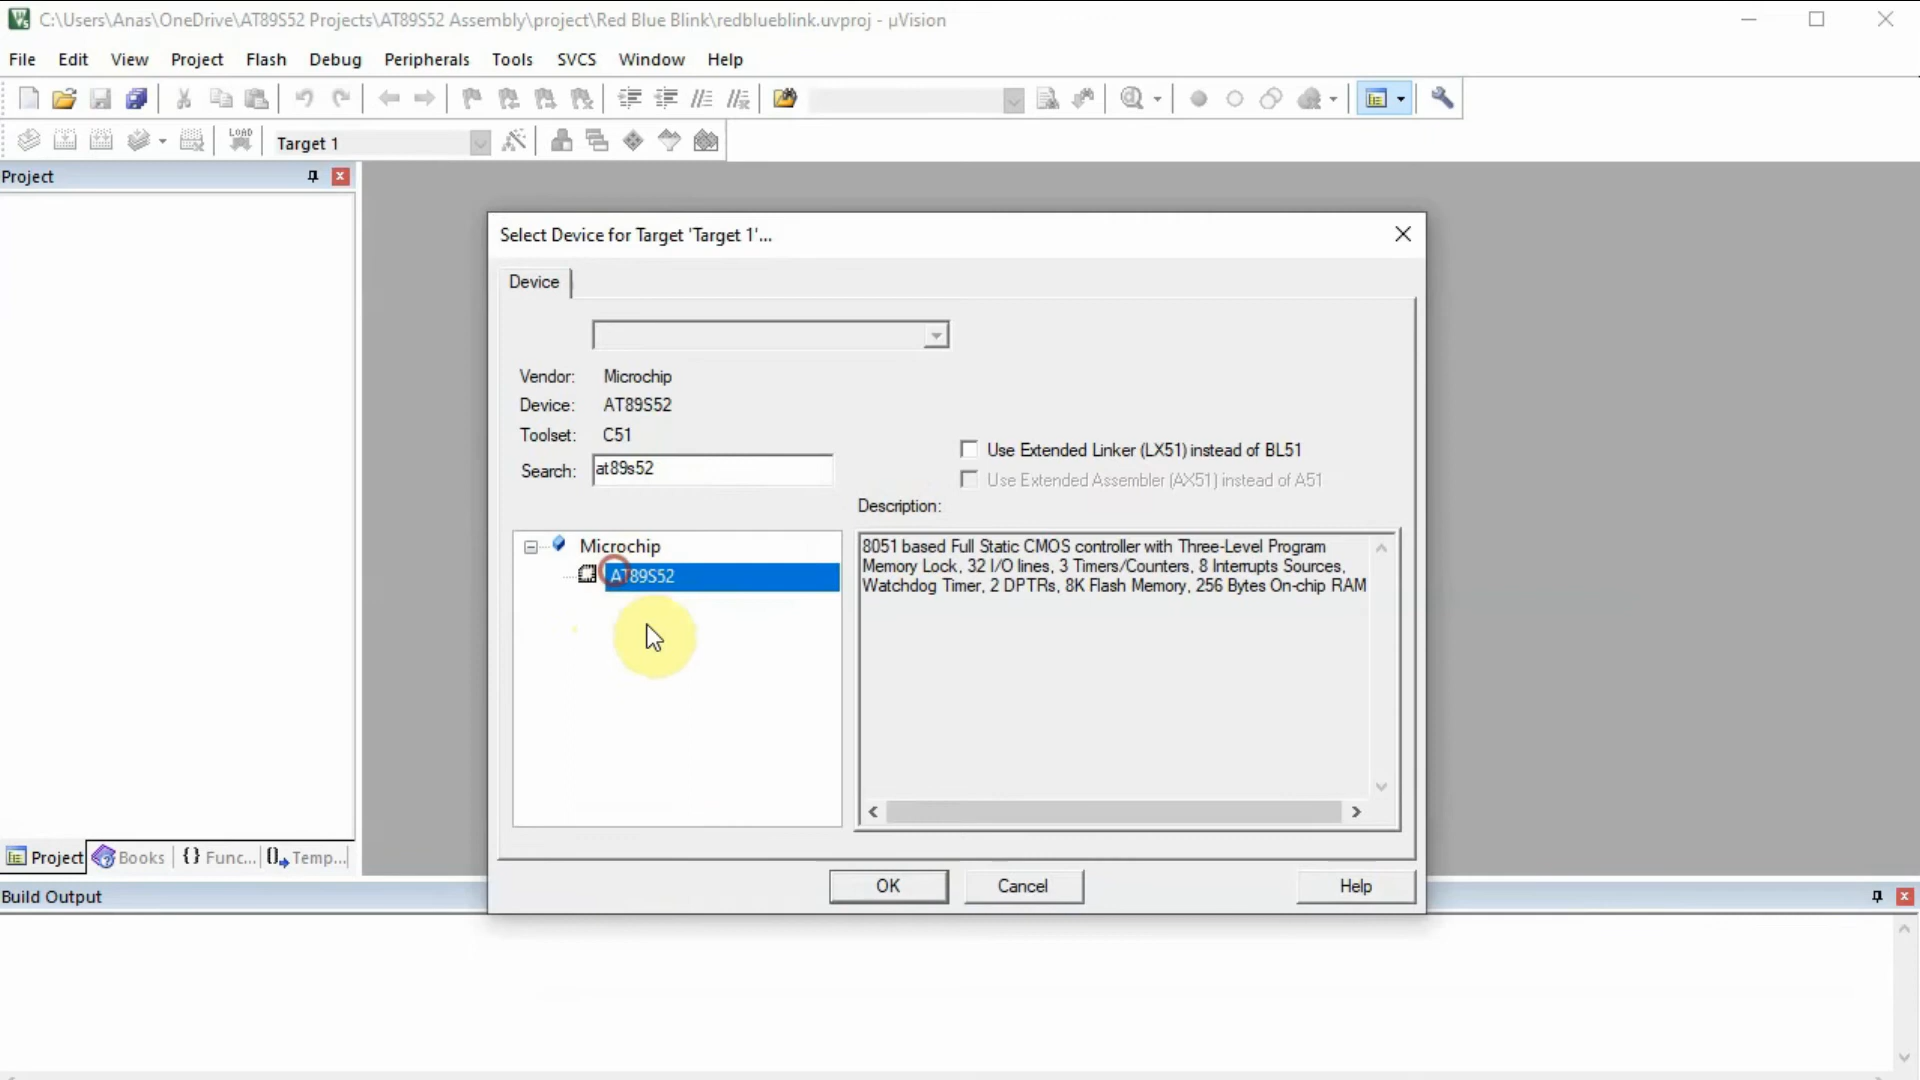 C:\Users\Anas\OneDrive\AT89S52 Projects\AT89S52 Assembly\project\Red Blue Blink\redblueblink.uvproj - µVision
File Edit View Project Flash Debug Peripherals Tools SVCS Window Help
LOAD
Target 1
Project
Select Device for Target 'Target 1'...
Device
Vendor: Microchip
Device: AT89S52
Toolset: C51
Search: at89s52
Use Extended Linker (LX51) instead of BL51
Use Extended Assembler (AX51) instead of A51
Description:
Microchip
AT89S52
8051 based Full Static CMOS controller with Three-Level Program
Memory Lock, 32 I/O lines, 3 Timers/Counters, 8 Interrupts Sources,
Watchdog Timer, 2 DPTRs, 8K Flash Memory, 256 Bytes On-chip RAM
Project Books {} Func... Temp...
OK Cancel Help
Build Output